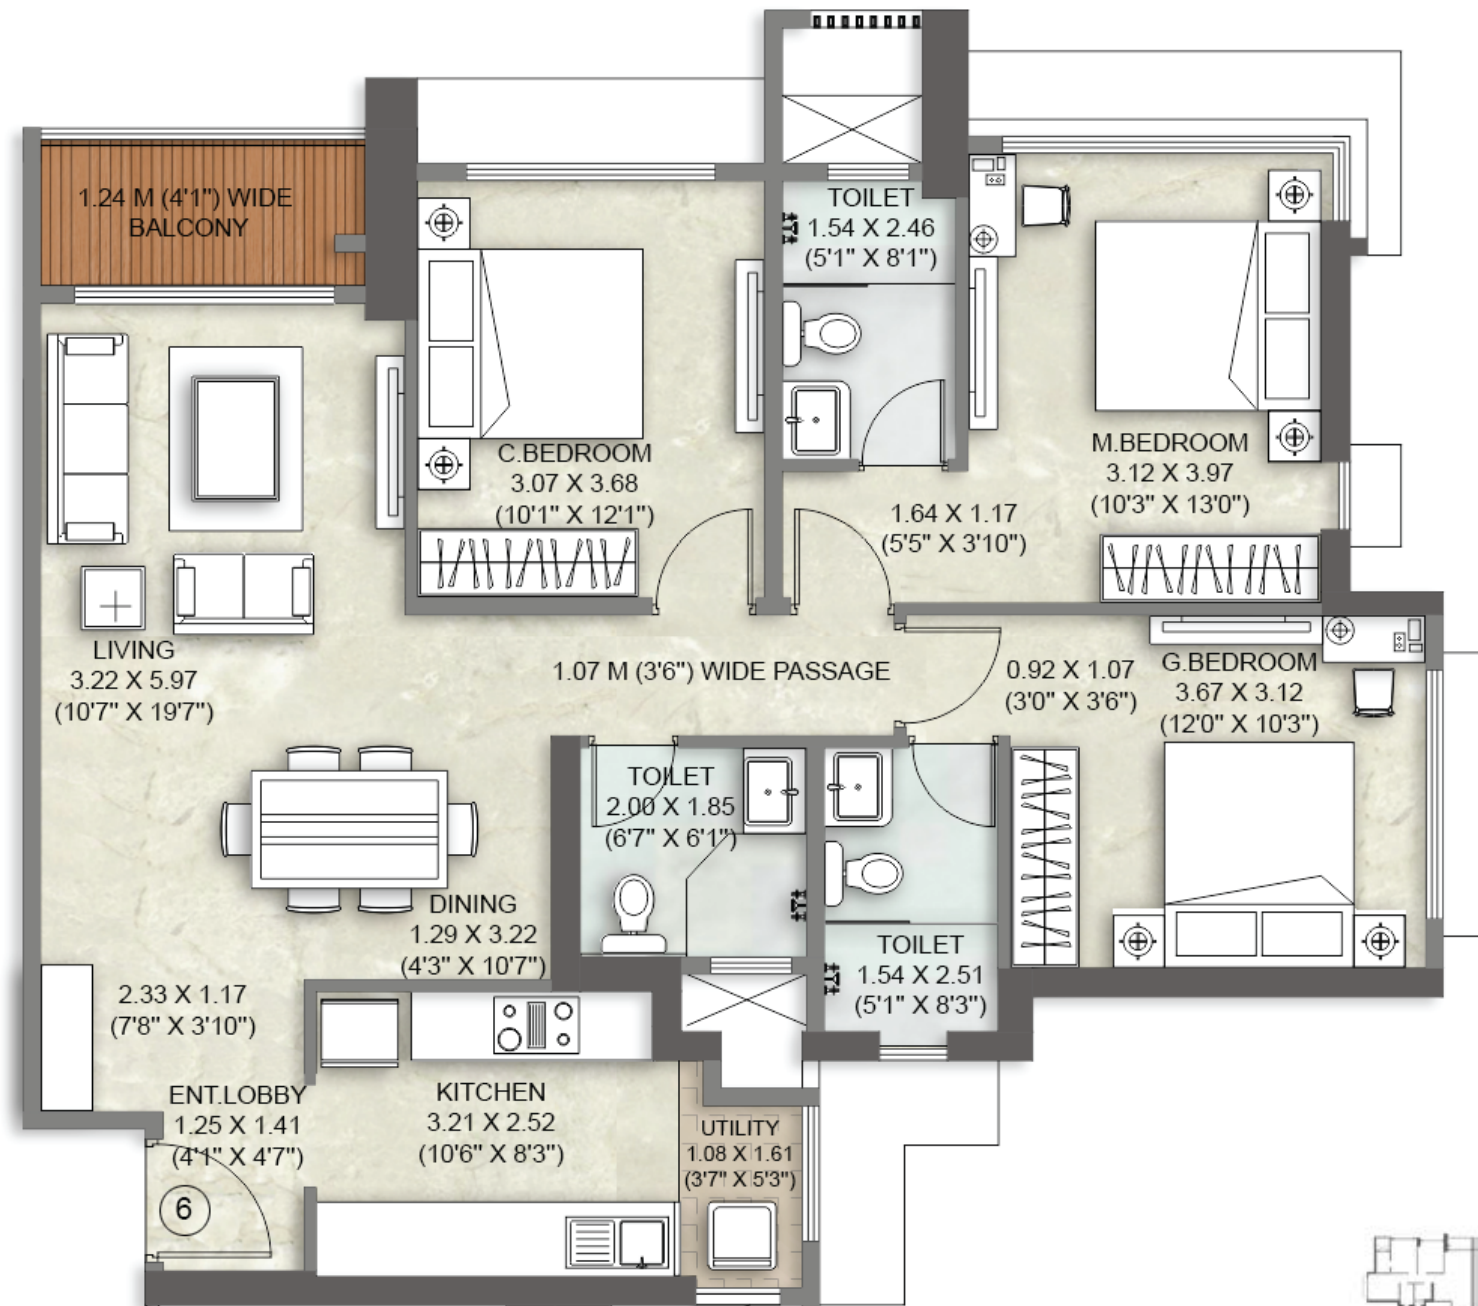 1.24 M (4'1") WIDE
BALCONY
TOILET
1.54 X 2.46
(5'1" X 8'1")
C.BEDROOM
3.07 X 3.68
(10'1" X 12'1")
M.BEDROOM
3.12 X 3.97
(10'3" X 13'0")
1.64 X 1.17
(5'5" X 3'10")
LIVING
3.22 X 5.97
(10'7" X 19'7")
1.07 M (3'6") WIDE PASSAGE
0.92 X 1.07
(3'0" X 3'6")
G.BEDROOM
3.67 X 3.12
(12'0" X 10'3")
TOILET
2.00 X 1.85
(6'7" X 6'1")
DINING
1.29 X 3.22
(4'3" X 10'7")
TOILET
1.54 X 2.51
(5'1" X 8'3")
2.33 X 1.17
(7'8" X 3'10")
ENT.LOBBY
1.25 X 1.41
(4'1" X 4'7")
KITCHEN
3.21 X 2.52
(10'6" X 8'3")
UTILITY
1.08 X 1.61
(3'7" X 5'3")
6